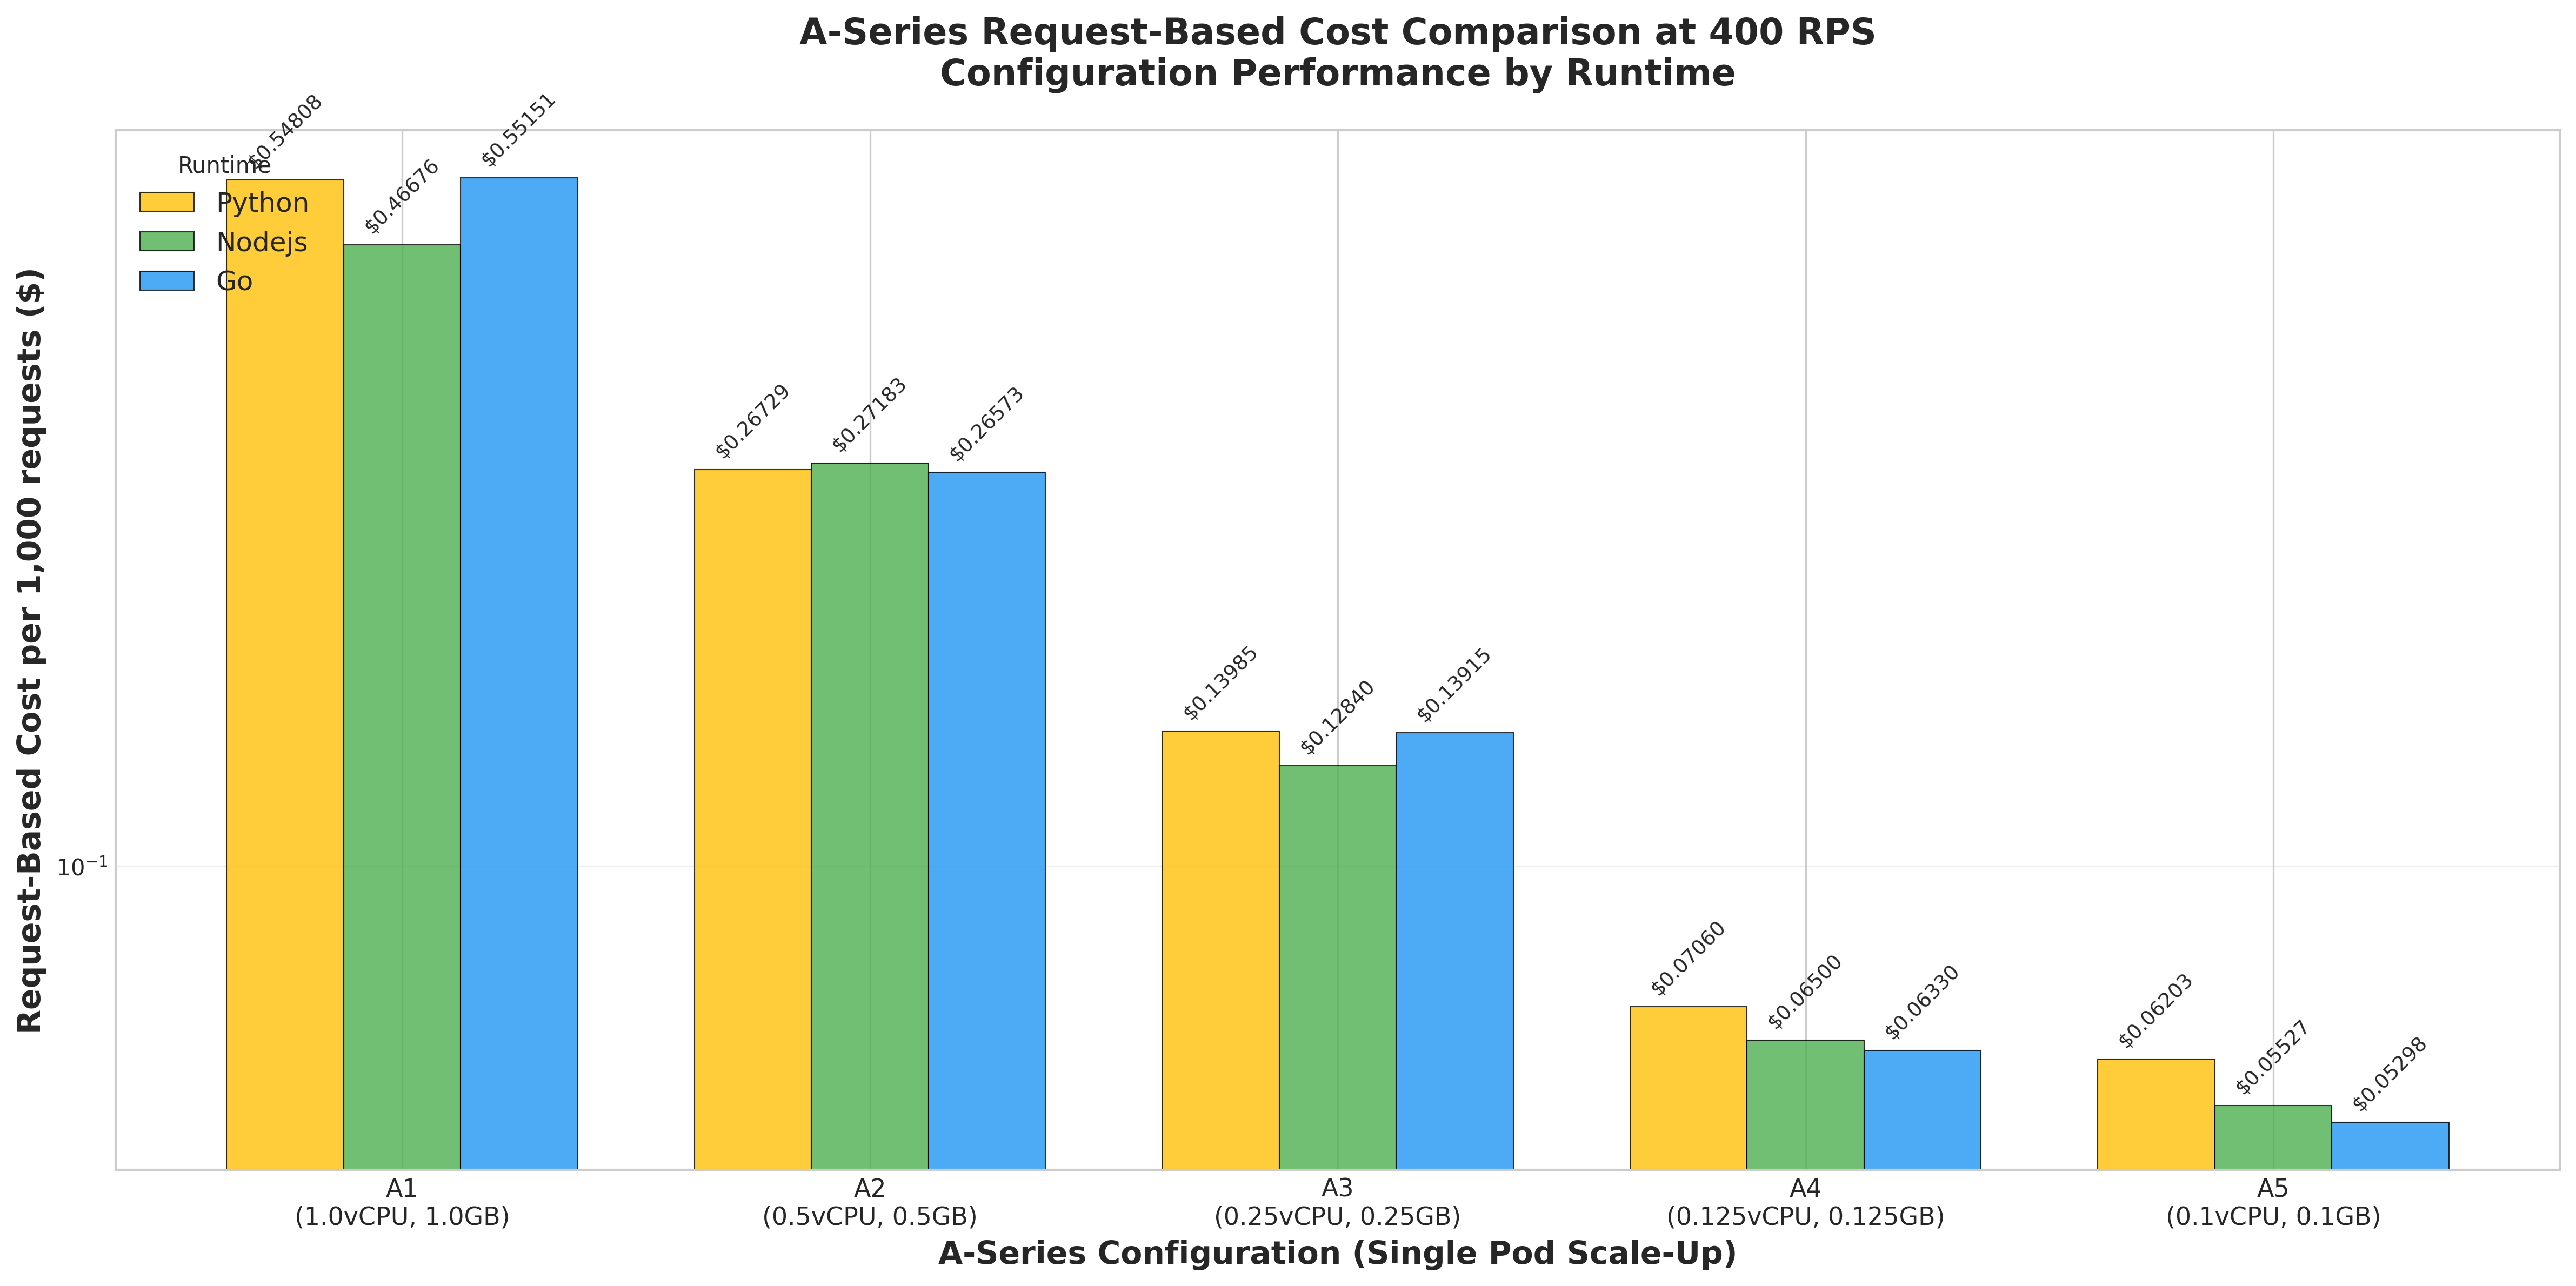 A-Series Request-Based Cost Comparison at 400 RPS
Configuration Performance by Runtime
Request-Based Cost per 1,000 requests ($)
10⁻¹
Runtime
Python
Nodejs
Go
$0.54808
$0.46676
$0.55151
$0.26729
$0.27183
$0.26573
$0.13985
$0.12840
$0.13915
$0.07060
$0.06500
$0.06330
$0.06203
$0.05527
$0.05298
A1
(1.0vCPU, 1.0GB)
A2
(0.5vCPU, 0.5GB)
A3
(0.25vCPU, 0.25GB)
A4
(0.125vCPU, 0.125GB)
A5
(0.1vCPU, 0.1GB)
A-Series Configuration (Single Pod Scale-Up)